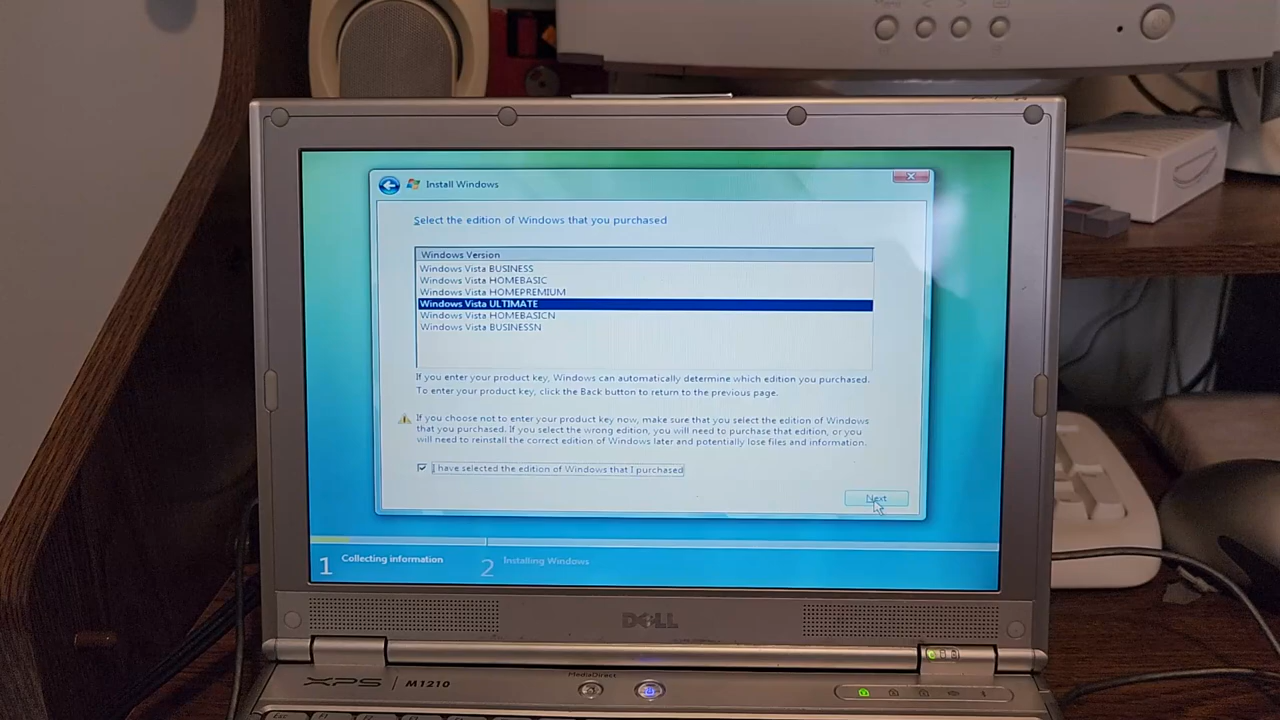 Menu < >
Install Windows
Select the edition of Windows that you purchased
Windows Version
Windows Vista BUSINESS
Windows Vista HOMEBASIC
Windows Vista HOMEPREMIUM
Windows Vista ULTIMATE
Windows Vista HOMEBASICN
Windows Vista BUSINESSN
If you enter your product key, Windows can automatically determine which edition you purchased.
To enter your product key, click the Back button to return to the previous page.
If you choose not to enter your product key now, make sure that you select the edition of Windows
that you purchased. If you select the wrong edition, you will need to purchase that edition, or you
will need to reinstall the correct edition of Windows later and potentially lose files and information.
I have selected the edition of Windows that I purchased
Next
1 Collecting information
2 Installing Windows
DELL
XPS | M1210
MediaDirect